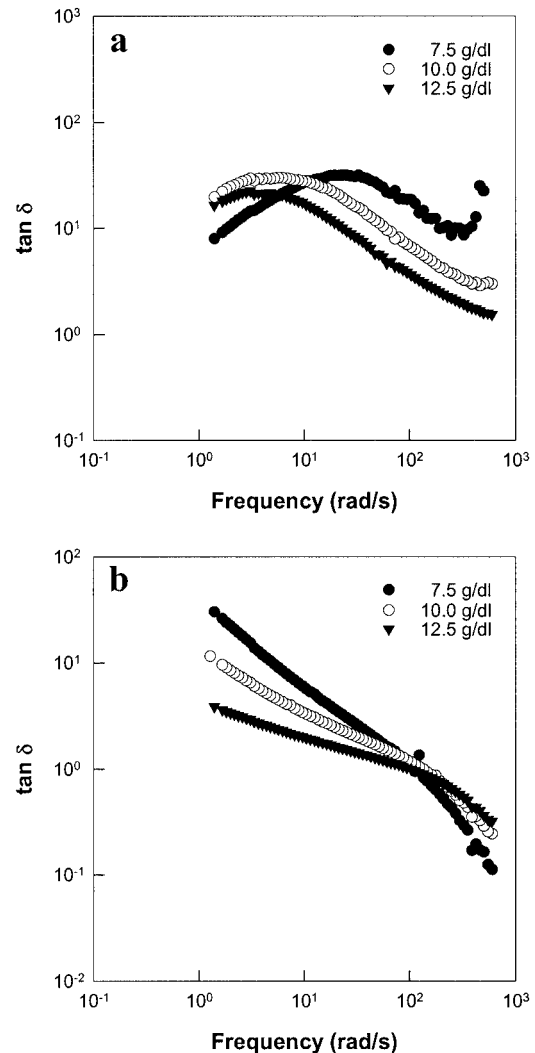 a
10³
10²
10¹
10⁰
10⁻¹
tan δ
7.5 g/dl
10.0 g/dl
12.5 g/dl
10⁻¹ 10⁰ 10¹ 10² 10³
Frequency (rad/s)
b
10²
10¹
10⁰
10⁻¹
10⁻²
tan δ
7.5 g/dl
10.0 g/dl
12.5 g/dl
10⁻¹ 10⁰ 10¹ 10² 10³
Frequency (rad/s)